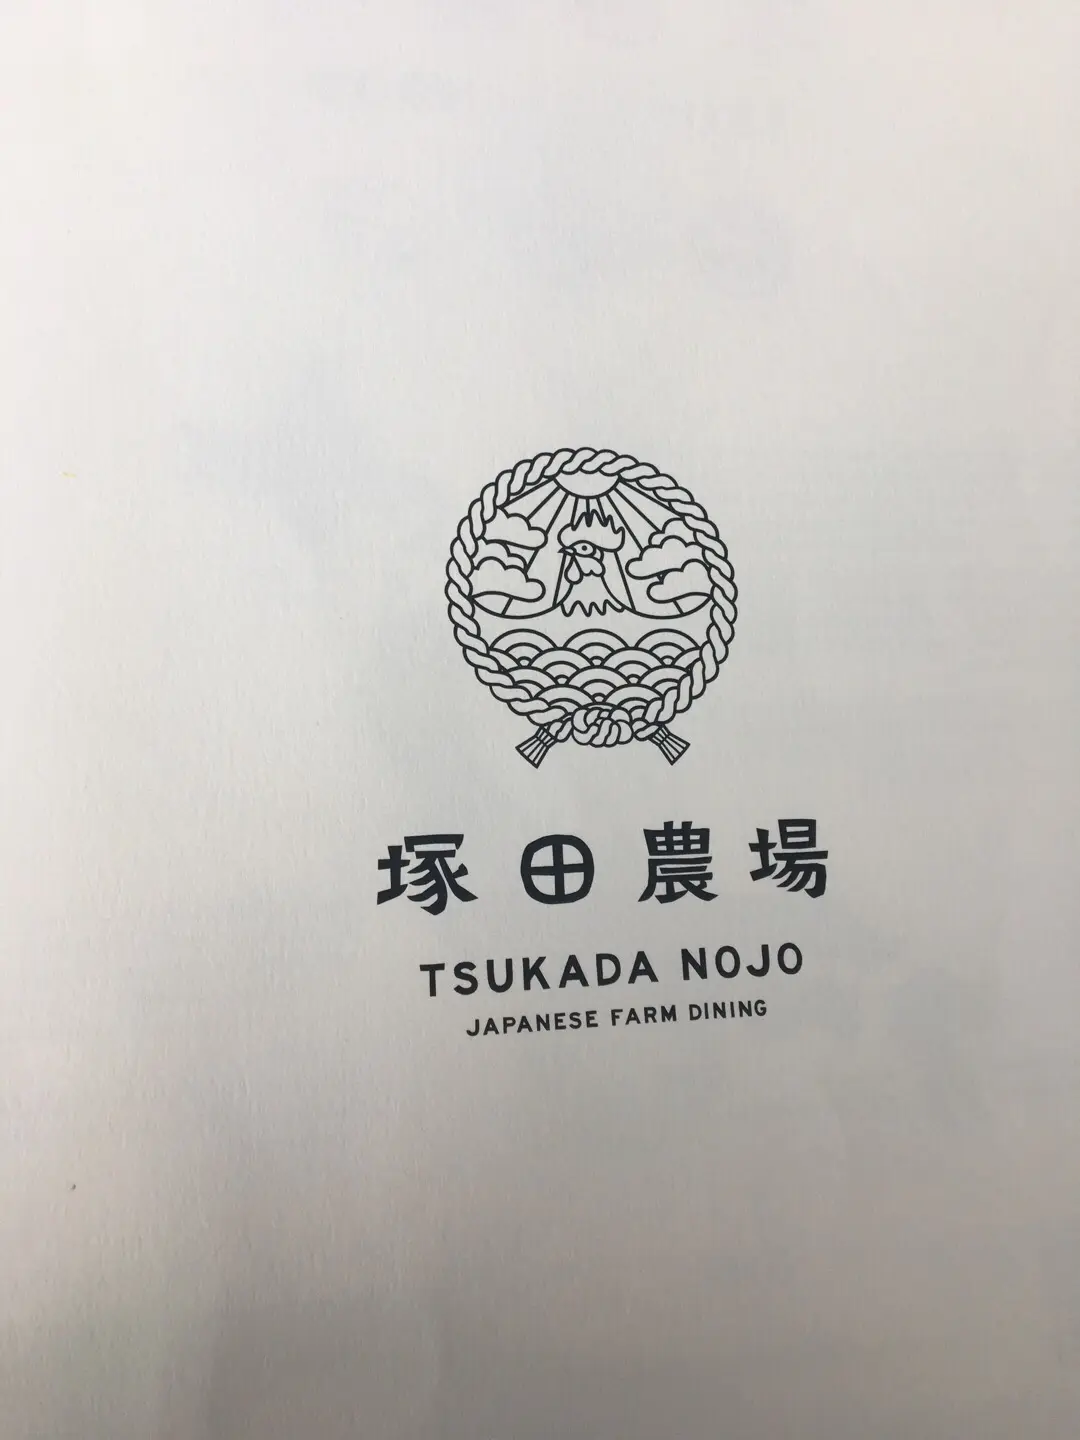 塚田農場
TSUKADA NOJO
JAPANESE FARM DINING